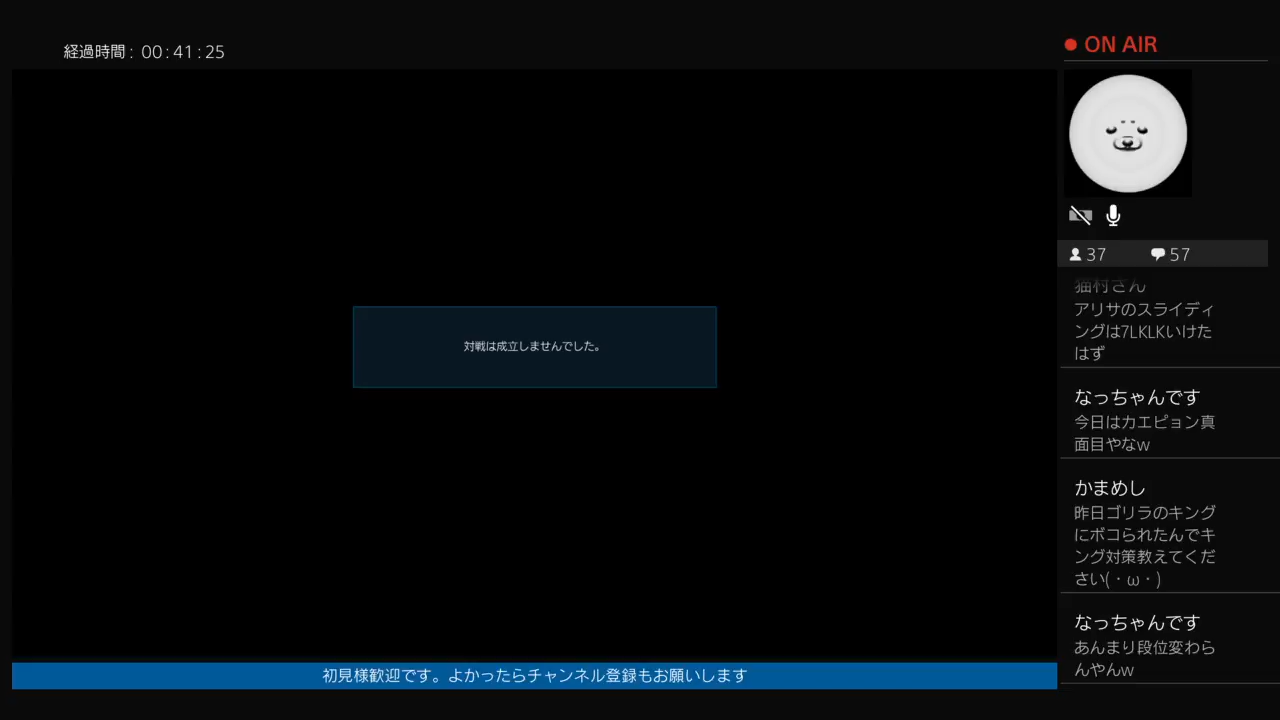 経過時間 : 00 : 41 : 25
ON AIR
37 57
猫村さん
アリサのスライディ
ングは7LKLKいけた
はず
なっちゃんです
今日はカエピョン真
面目やなw
かまめし
昨日ゴリラのキング
にボコられたんでキ
ング対策教えてくだ
さい(・ω・)
なっちゃんです
あんまり段位変わら
んやんw
対戦は成立しませんでした。
初見様歓迎です。よかったらチャンネル登録もお願いします